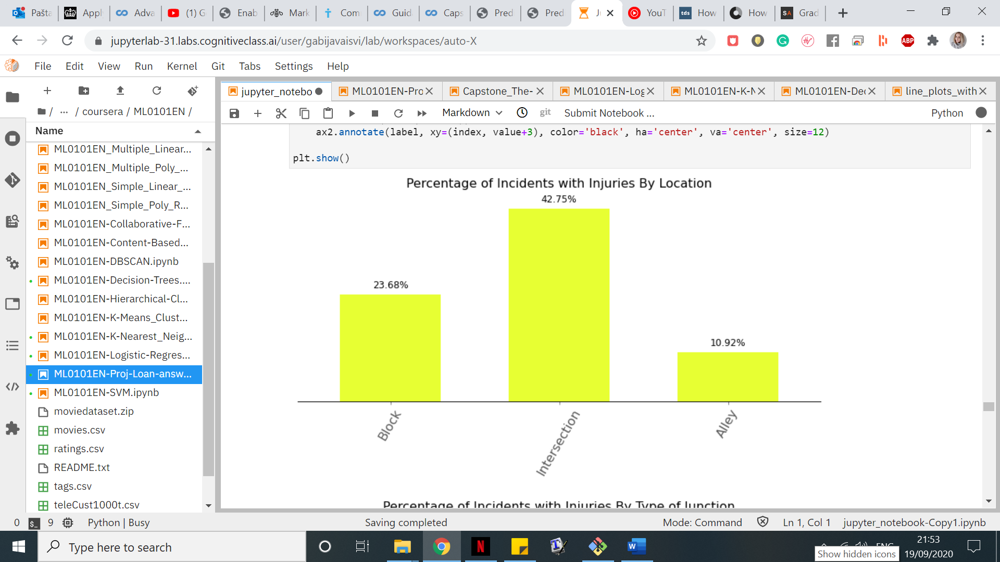 Pašta
Apply
Adva
(1) G
Enab
Mark
Com
Guid
Caps
Pred
Pred
J
YouT
tds
How
How
SA
Grad
jupyterlab-31.labs.cognitiveclass.ai/user/gabijavaisvi/lab/workspaces/auto-X
ABP
File
Edit
View
Run
Kernel
Git
Tabs
Settings
Help
/ ... / coursera / ML0101EN /
Name
ML0101EN_Multiple_Linear...
ML0101EN_Multiple_Poly_...
ML0101EN_Simple_Linear_...
ML0101EN_Simple_Poly_R...
ML0101EN-Collaborative-F...
ML0101EN-Content-Based...
ML0101EN-DBSCAN.ipynb
ML0101EN-Decision-Trees....
ML0101EN-Hierarchical-Cl...
ML0101EN-K-Means_Clust...
ML0101EN-K-Nearest_Neig...
ML0101EN-Logistic-Regres...
ML0101EN-Proj-Loan-answ...
ML0101EN-SVM.ipynb
moviedataset.zip
movies.csv
ratings.csv
README.txt
tags.csv
teleCust1000t.csv
jupyter_notebo
ML0101EN-Pro
Capstone_The-
ML0101EN-Log
ML0101EN-K-N
ML0101EN-Dec
line_plots_with
Markdown
git
Submit Notebook ...
Python
ax2.annotate(label, xy=(index, value+3), color='black', ha='center', va='center', size=12)
plt.show()
Percentage of Incidents with Injuries By Location
42.75%
23.68%
10.92%
Block
Intersection
Alley
Percentage of Incidents with Injuries By Type of Junction
0
$_
9
Python | Busy
Saving completed
Mode: Command
Ln 1, Col 1
jupyter_notebook-Copy1.ipynb
Type here to search
N
W
ENG
21:53
Show hidden icons
19/09/2020